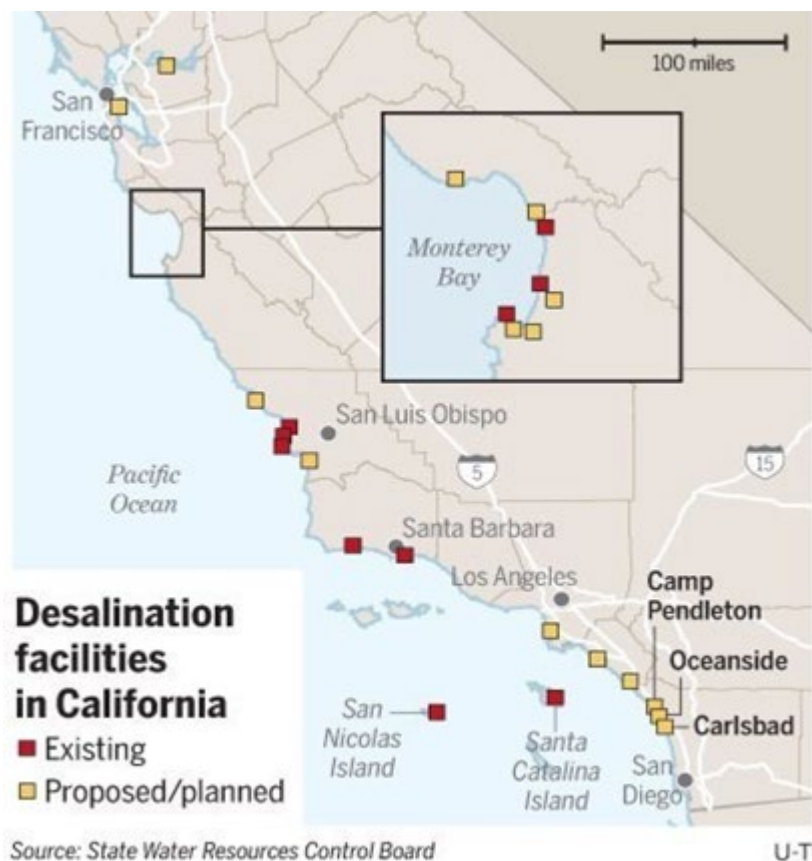 100 miles
San
Francisco
Monterey
Bay
San Luis Obispo
Pacific
Ocean
5
15
Santa Barbara
Los Angeles
Camp
Pendleton
Oceanside
Carlsbad
San
Nicolas
Island
Santa
Catalina
Island
San
Diego
Desalination
facilities
in California
Existing
Proposed/planned
Source: State Water Resources Control Board
U-T